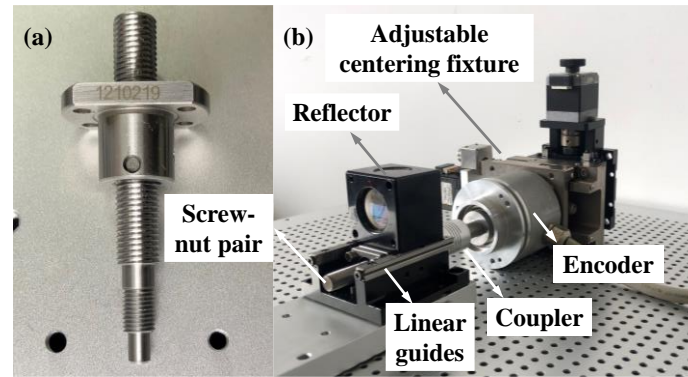 (a)
1210219
Screw-
nut pair
(b)
Adjustable
centering fixture
Reflector
Encoder
Linear
guides
Coupler